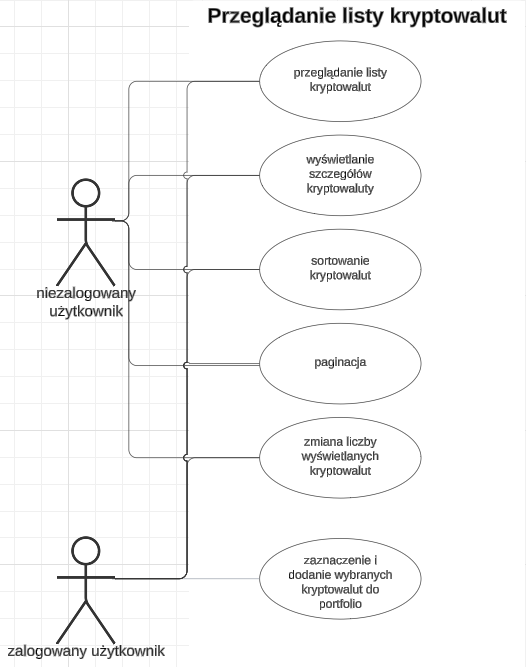 Przeglądanie listy kryptowalut
przeglądanie listy
kryptowalut
wyświetlanie
szczegółów
kryptowaluty
sortowanie
kryptowalut
niezalogowany
użytkownik
paginacja
zmiana liczby
wyświetlanych
kryptowalut
zaznaczenie i
dodanie wybranych
kryptowalut do
portfolio
zalogowany użytkownik